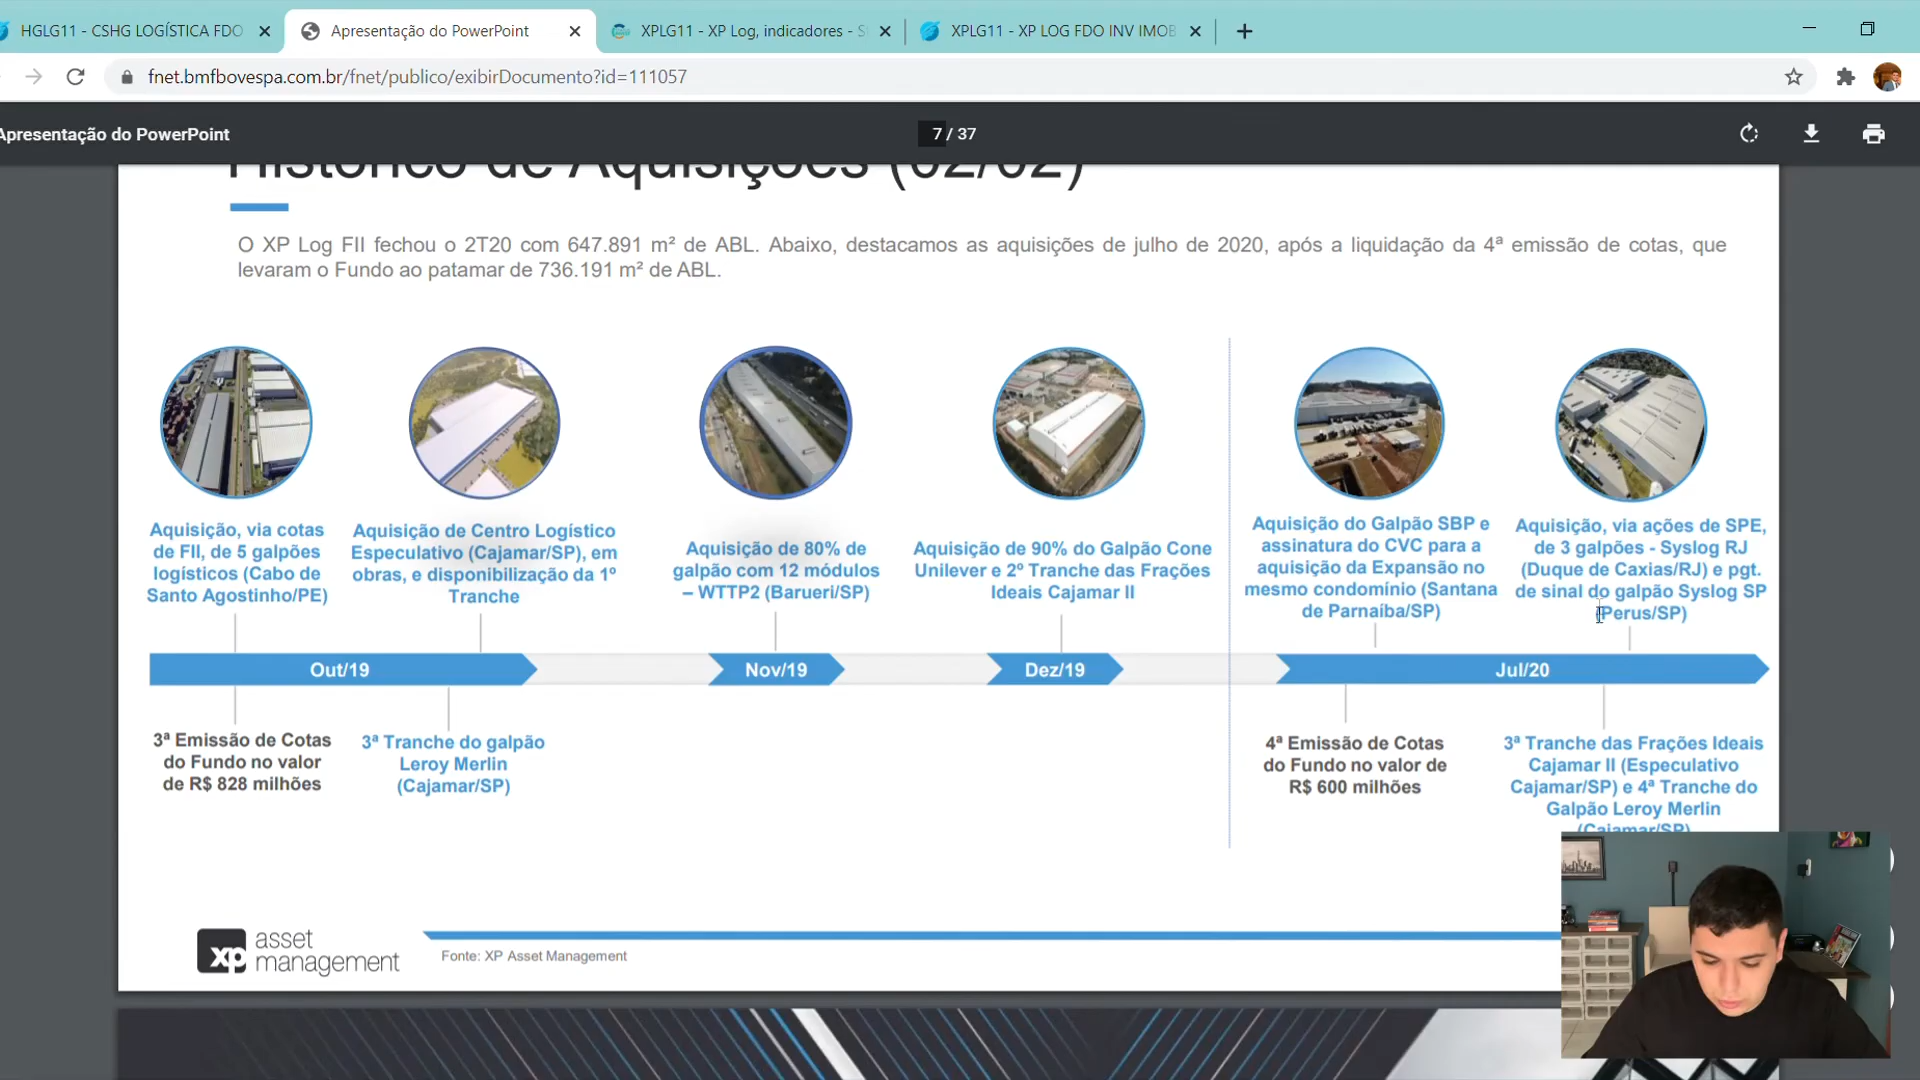 HGLG11 - CSHG LOGÍSTICA FDO
Apresentação do PowerPoint
XPLG11 - XP Log, indicadores - S
XPLG11 - XP LOG FDO INV IMOB
fnet.bmfbovespa.com.br/fnet/publico/exibirDocumento?id=111057
Apresentação do PowerPoint
7 / 37
Histórico de Aquisições (02/02)
O XP Log FII fechou o 2T20 com 647.891 m² de ABL. Abaixo, destacamos as aquisições de julho de 2020, após a liquidação da 4ª emissão de cotas, que
levaram o Fundo ao patamar de 736.191 m² de ABL.
Aquisição, via cotas
de FII, de 5 galpões
logísticos (Cabo de
Santo Agostinho/PE)
Aquisição de Centro Logístico
Especulativo (Cajamar/SP), em
obras, e disponibilização da 1º
Tranche
Aquisição de 80% de
galpão com 12 módulos
– WTTP2 (Barueri/SP)
Aquisição de 90% do Galpão Cone
Unilever e 2º Tranche das Frações
Ideais Cajamar II
Aquisição do Galpão SBP e
assinatura do CVC para a
aquisição da Expansão no
mesmo condomínio (Santana
de Parnaíba/SP)
Aquisição, via ações de SPE,
de 3 galpões - Syslog RJ
(Duque de Caxias/RJ) e pgt.
de sinal do galpão Syslog SP
(Perus/SP)
Out/19
Nov/19
Dez/19
Jul/20
3ª Emissão de Cotas
do Fundo no valor
de R$ 828 milhões
3ª Tranche do galpão
Leroy Merlin
(Cajamar/SP)
4ª Emissão de Cotas
do Fundo no valor de
R$ 600 milhões
3ª Tranche das Frações Ideais
Cajamar II (Especulativo
Cajamar/SP) e 4ª Tranche do
Galpão Leroy Merlin
(Cajamar/SP)
xp asset
management
Fonte: XP Asset Management